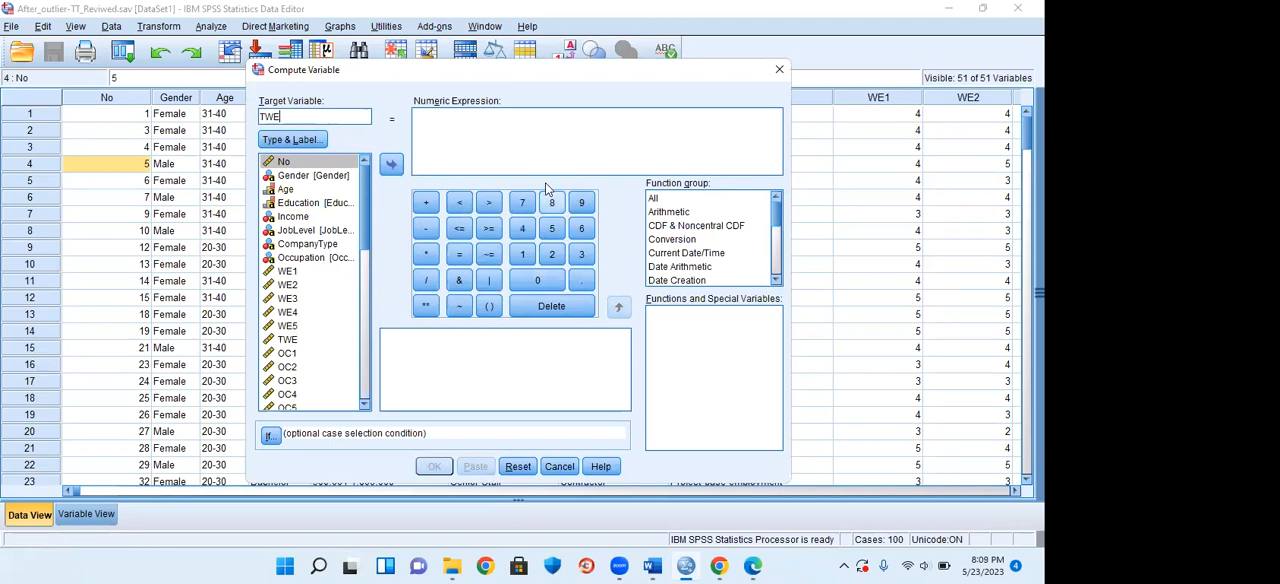 After_outlier-TT_Reviwed.sav [DataSet1] - IBM SPSS Statistics Data Editor
File Edit View Data Transform Analyze Direct Marketing Graphs Utilities Add-ons Window Help
4 : No 5 Visible: 51 of 51 Variables
Compute Variable
No Gender Age WE1 WE2
1 1 Female 31-40 4 4
2 3 Female 31-40 4 4
3 4 Female 31-40 4 4
4 5 Male 31-40 4 5
5 6 Female 31-40 4 4
6 7 Male 31-40 4 4
7 9 Female 31-40 3 3
8 10 Male 31-40 4 4
9 12 Female 20-30 5 5
10 13 Female 20-30 4 4
11 14 Female 31-40 4 3
12 15 Female 31-40 5 5
13 18 Female 20-30 5 5
14 19 Female 20-30 5 5
15 21 Male 31-40 4 4
16 23 Female 20-30 3 4
17 24 Female 20-30 3 3
18 25 Female 20-30 4 4
19 26 Female 20-30 4 3
20 27 Male 20-30 3 2
21 28 Female 20-30 4 4
22 29 Male 20-30 4 4
23 32 Female 20-30 3 3
Target Variable:
TWE
=
Type & Label...
No
Gender [Gender]
Age
Education [Educ...
Income
JobLevel [JobLe...
CompanyType
Occupation [Occ...
WE1
WE2
WE3
WE4
WE5
TWE
OC1
OC2
OC3
OC4
OC5
Numeric Expression:
+ < > 7 8 9
- <= >= 4 5 6
* = ~= 1 2 3
/ & | 0 .
** ~ ( ) Delete
Function group:
All
Arithmetic
CDF & Noncentral CDF
Conversion
Current Date/Time
Date Arithmetic
Date Creation
Functions and Special Variables:
If... (optional case selection condition)
OK Paste Reset Cancel Help
Data View Variable View
IBM SPSS Statistics Processor is ready Cases: 100 Unicode:ON
8:09 PM
5/23/2023
4